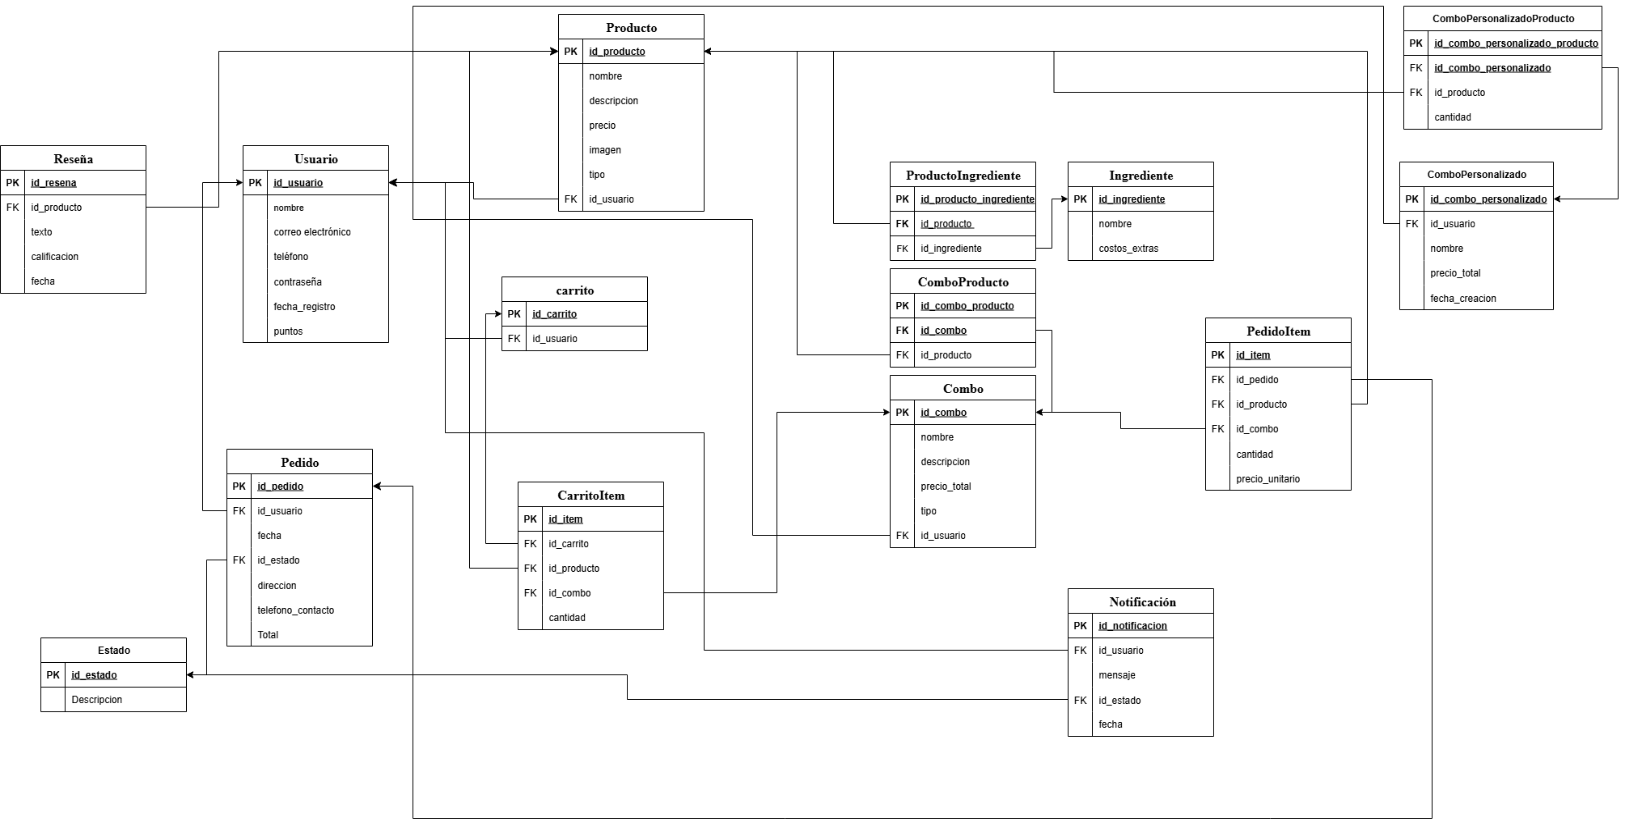 Producto
PK id_producto
nombre
descripcion
precio
imagen
tipo
FK id_usuario
ComboPersonalizadoProducto
PK id_combo_personalizado_producto
FK id_combo_personalizado
FK id_producto
cantidad
Reseña
PK id_resena
FK id_producto
texto
calificacion
fecha
Usuario
PK id_usuario
nombre
correo electrónico
teléfono
contraseña
fecha_registro
puntos
ProductoIngrediente
PK id_producto_ingrediente
FK id_producto
FK id_ingrediente
Ingrediente
PK id_ingrediente
nombre
costos_extras
ComboPersonalizado
PK id_combo_personalizado
FK id_usuario
nombre
precio_total
fecha_creacion
carrito
PK id_carrito
FK id_usuario
ComboProducto
PK id_combo_producto
FK id_combo
FK id_producto
PedidoItem
PK id_item
FK id_pedido
FK id_producto
FK id_combo
cantidad
precio_unitario
Combo
PK id_combo
nombre
descripcion
precio_total
tipo
FK id_usuario
Pedido
PK id_pedido
FK id_usuario
fecha
FK id_estado
direccion
telefono_contacto
Total
CarritoItem
PK id_item
FK id_carrito
FK id_producto
FK id_combo
cantidad
Notificación
PK id_notificacion
FK id_usuario
mensaje
FK id_estado
fecha
Estado
PK id_estado
Descripcion